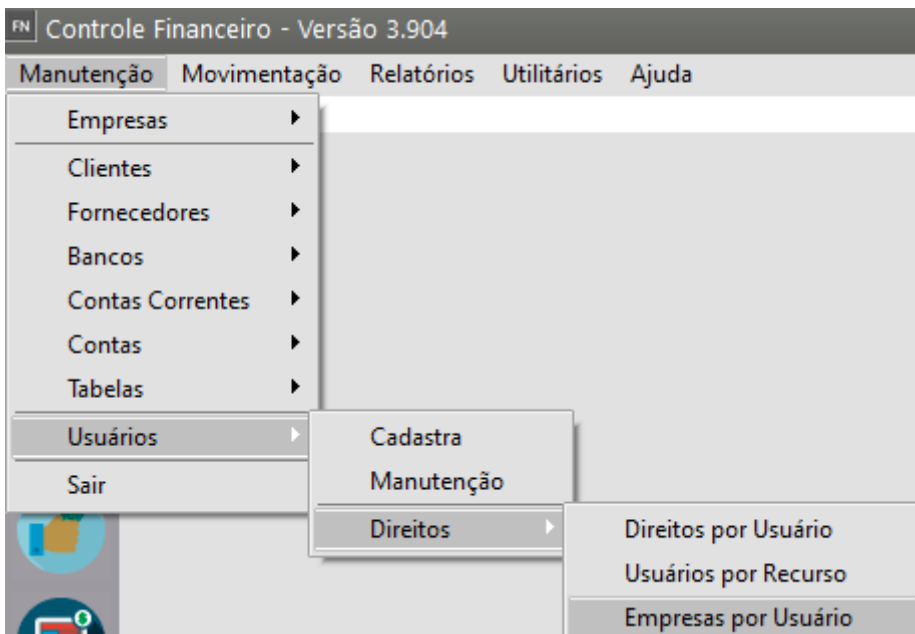 FN Controle Financeiro - Versão 3.904
Manutenção Movimentação Relatórios Utilitários Ajuda
Empresas
Clientes
Fornecedores
Bancos
Contas Correntes
Contas
Tabelas
Usuários
Sair
Cadastra
Manutenção
Direitos
Direitos por Usuário
Usuários por Recurso
Empresas por Usuário